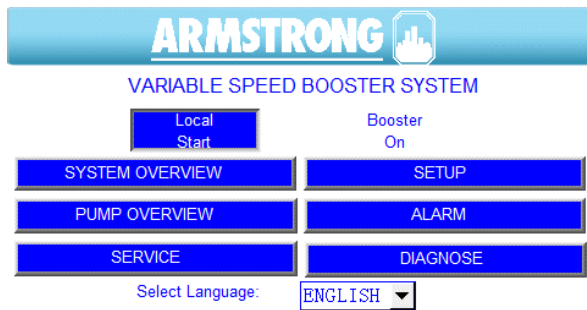 ARMSTRONG
VARIABLE SPEED BOOSTER SYSTEM
Local
Start
Booster
On
SYSTEM OVERVIEW
SETUP
PUMP OVERVIEW
ALARM
SERVICE
DIAGNOSE
Select Language:
ENGLISH